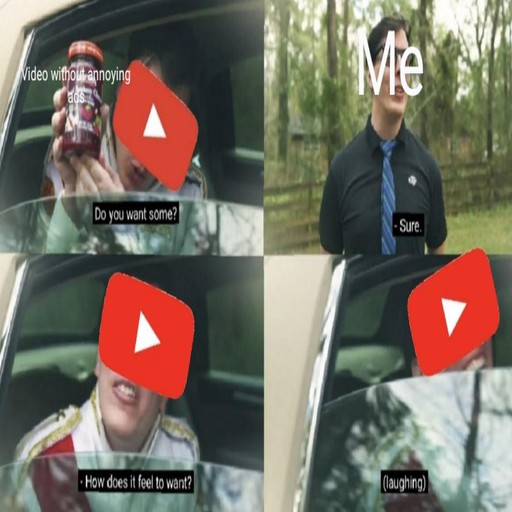 Video without annoying
ads
Me
Do you want some?
- Sure.
- How does it feel to want?
(laughing)